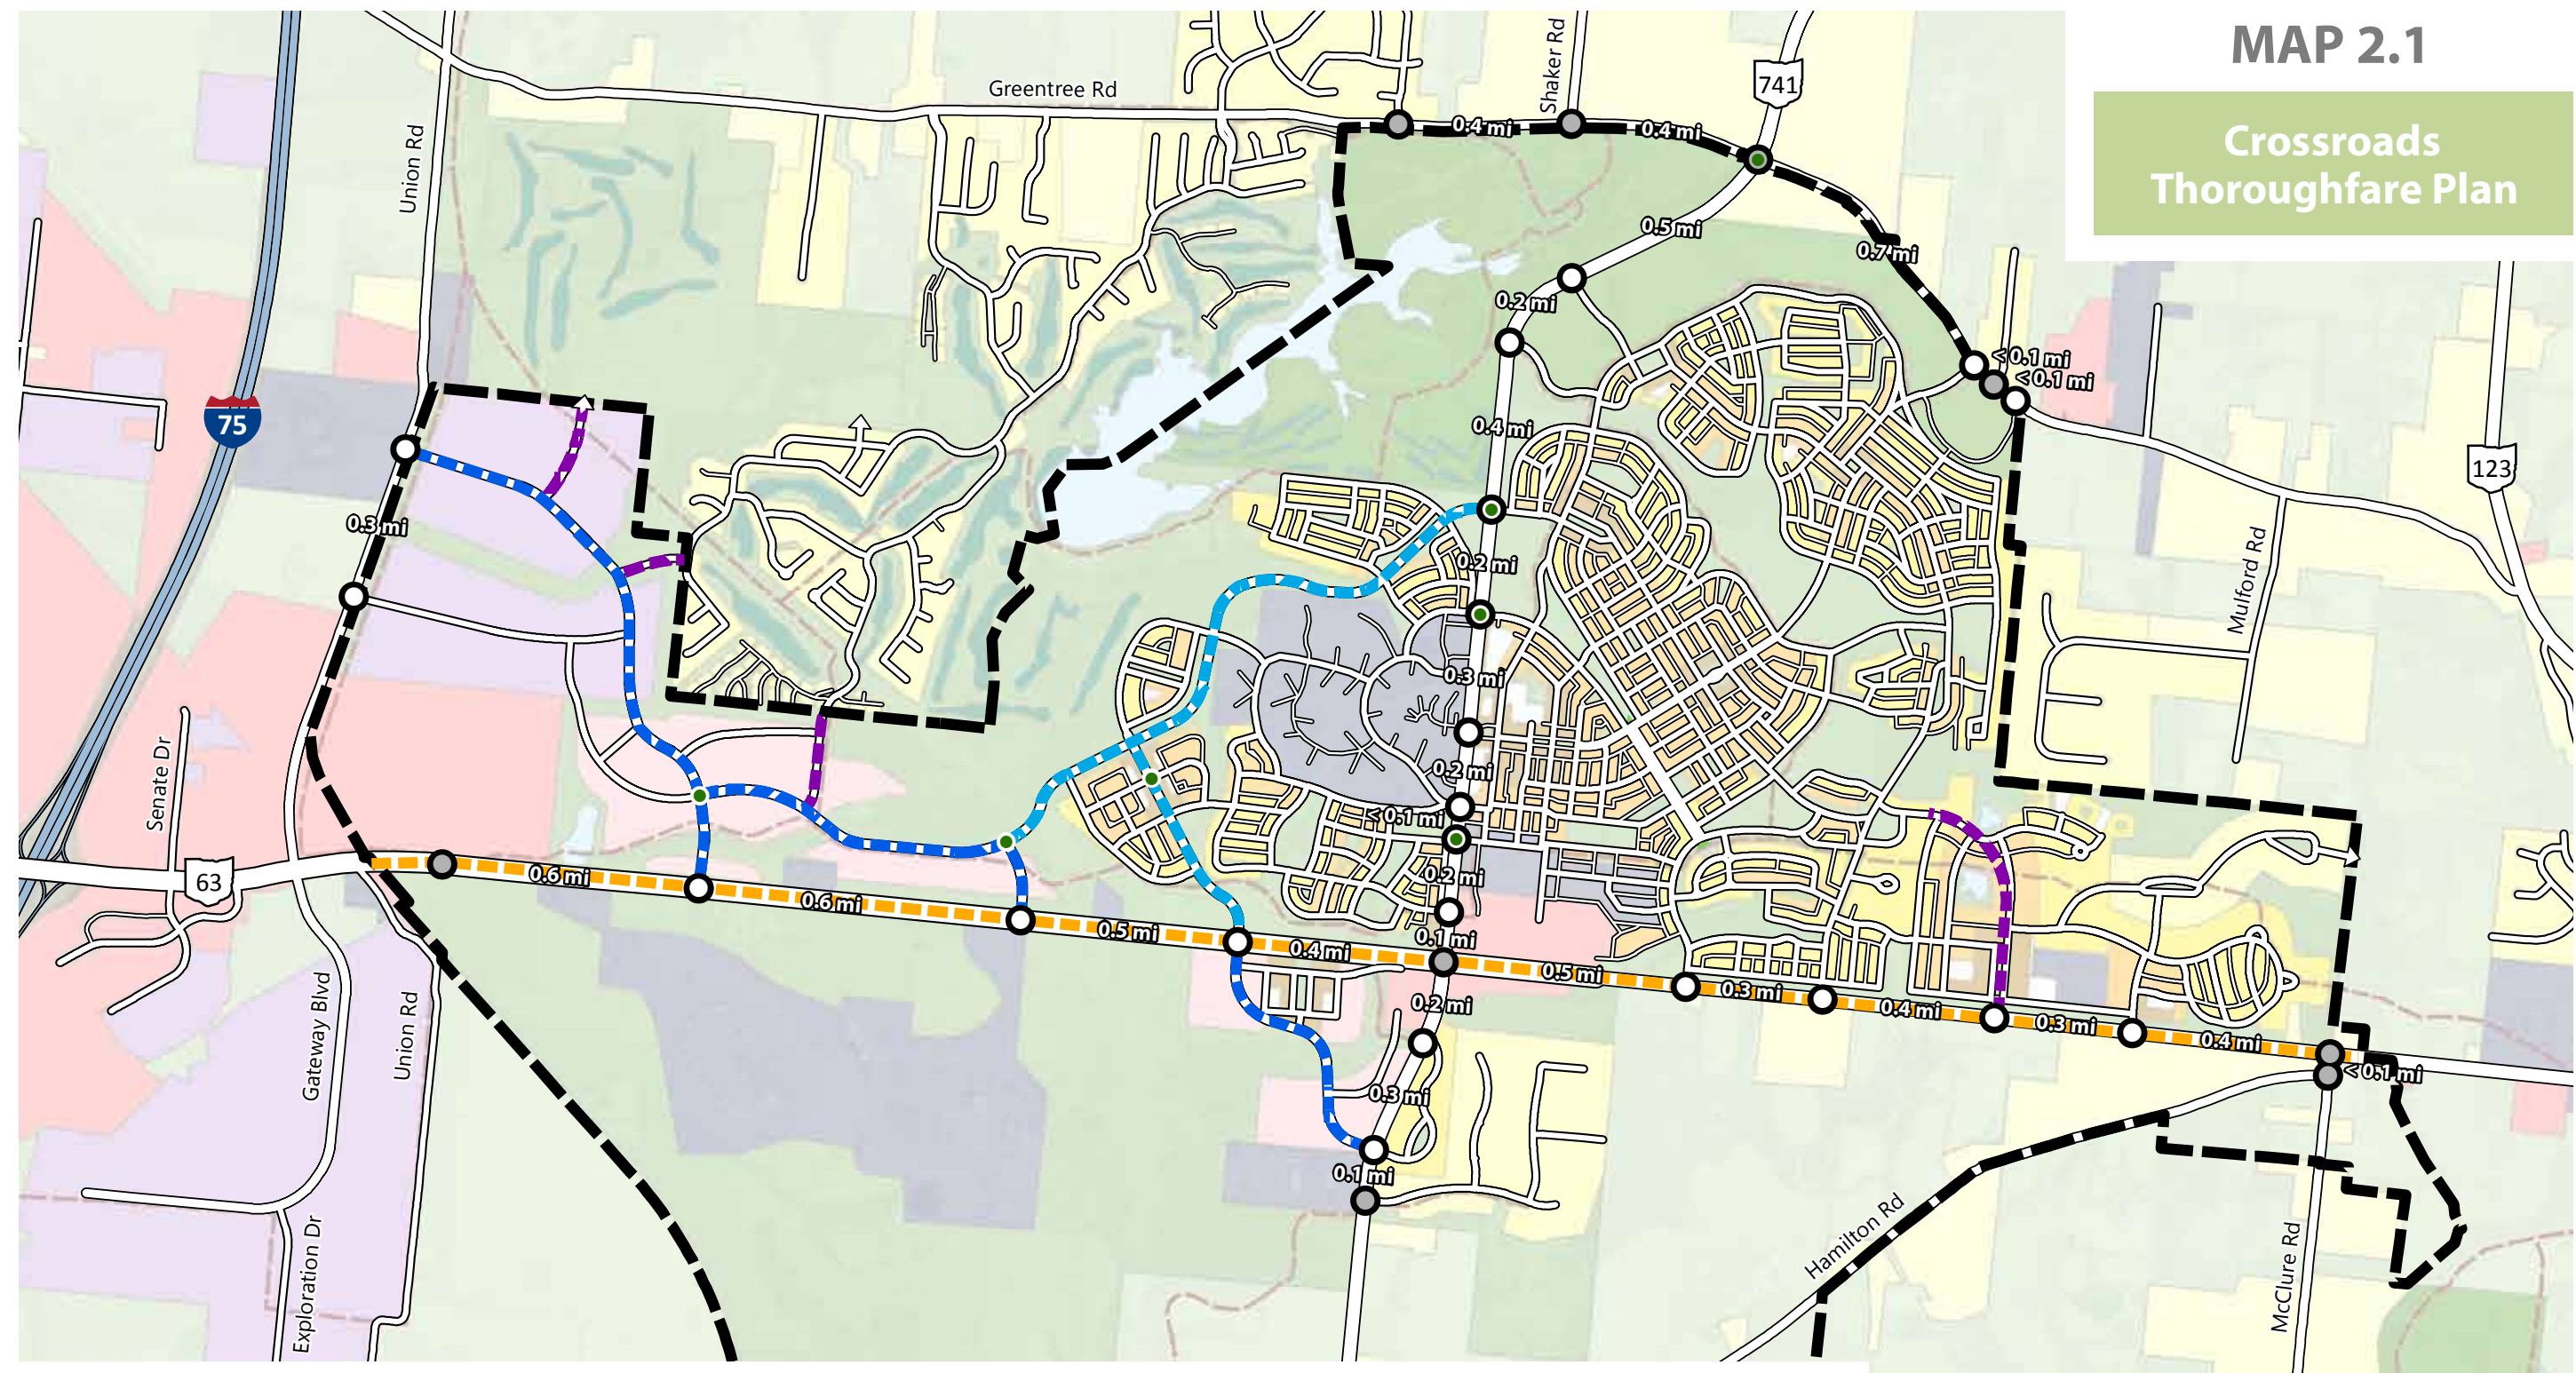 MAP 2.1
Crossroads
Thoroughfare Plan
Greentree Rd
Shaker Rd
741
Union Rd
0.4 mi
0.4 mi
0.5 mi
0.7 mi
0.2 mi
< 0.1 mi
< 0.1 mi
75
0.4 mi
123
0.3 mi
0.2 mi
Mulford Rd
0.3 mi
Senate Dr
0.2 mi
< 0.1 mi
63
0.6 mi
0.6 mi
0.2 mi
0.5 mi
0.4 mi
0.1 mi
0.5 mi
0.3 mi
0.4 mi
0.3 mi
0.4 mi
0.2 mi
Gateway Blvd
Union Rd
< 0.1 mi
0.3 mi
0.1 mi
Hamilton Rd
McClure Rd
Exploration Dr